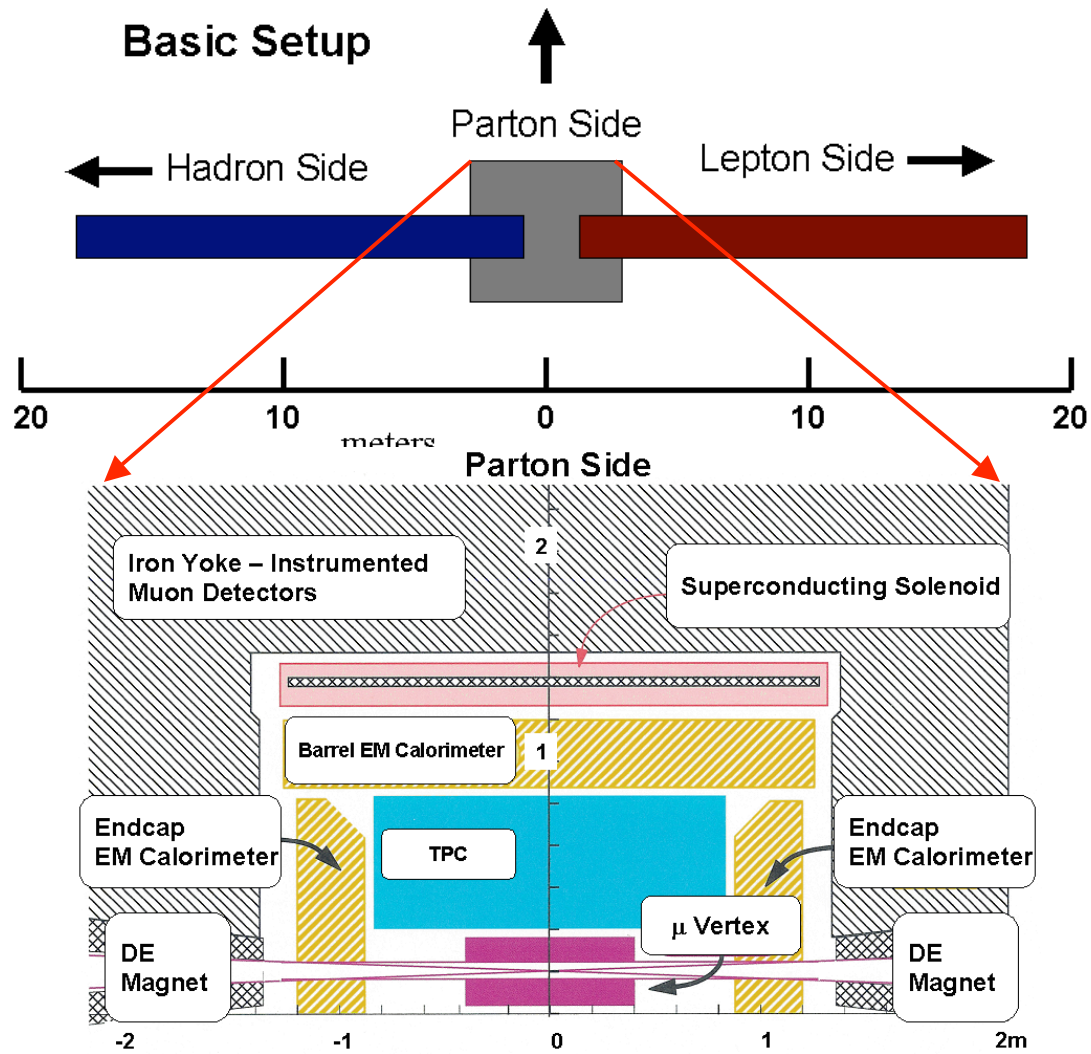 Basic Setup
Parton Side
Hadron Side
Lepton Side
20 10 0 10 20
meters
Parton Side
2
Iron Yoke – Instrumented
Muon Detectors
Superconducting Solenoid
Barrel EM Calorimeter
1
Endcap
EM Calorimeter
TPC
Endcap
EM Calorimeter
μ Vertex
DE
Magnet
DE
Magnet
-2 -1 0 1 2m